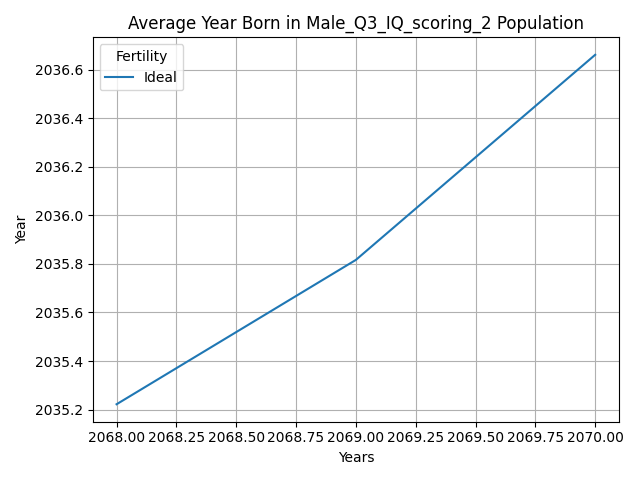 Average Year Born in Male_Q3_IQ_scoring_2 Population
Fertility
Ideal
2036.6
2036.4
2036.2
2036.0
2035.8
2035.6
2035.4
2035.2
Year
2068.00 2068.25 2068.50 2068.75 2069.00 2069.25 2069.50 2069.75 2070.00
Years